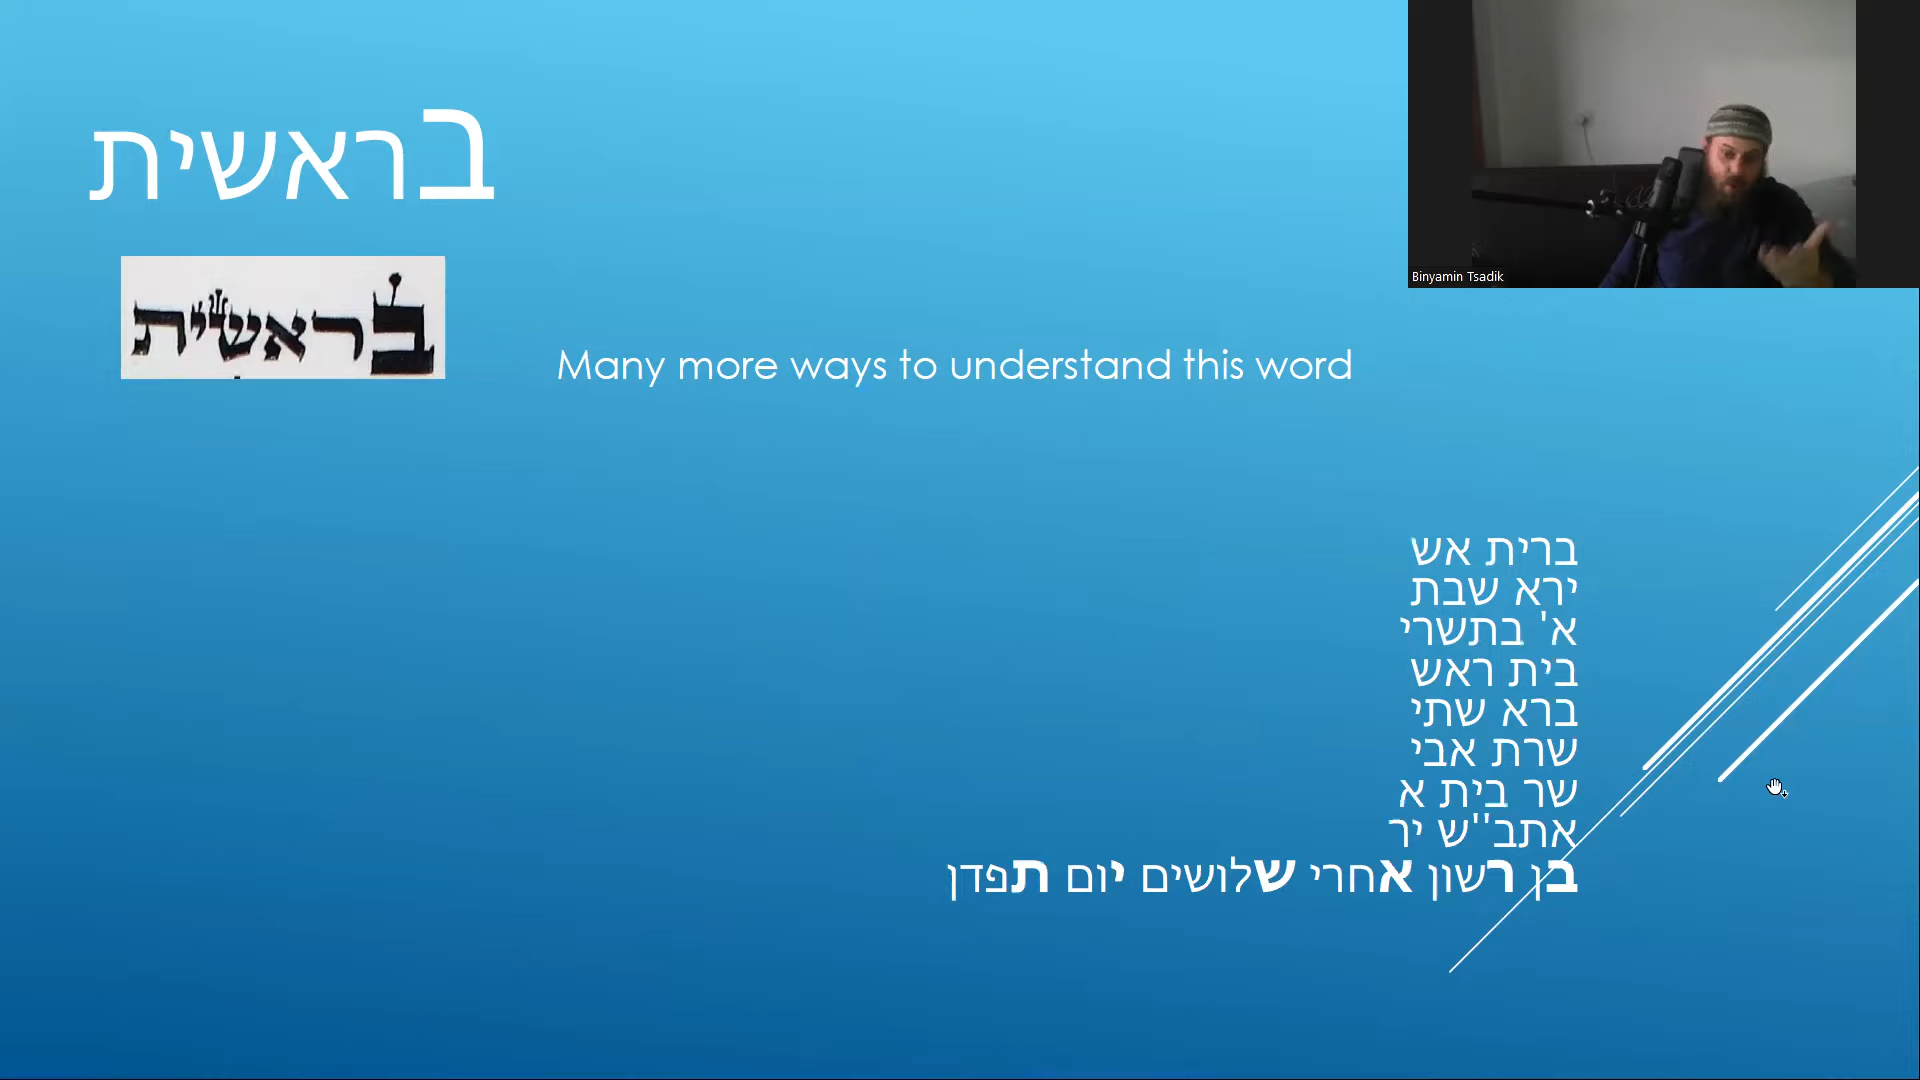 בראשית
בראשית
Binyamin Tsadik
Many more ways to understand this word
ברית אש
ירא שבת
א' בתשרי
בית ראש
ברא שתי
שרת אבי
שר בית א
אתב''ש יר
בן רשון אחרי שלושים יום תפדן